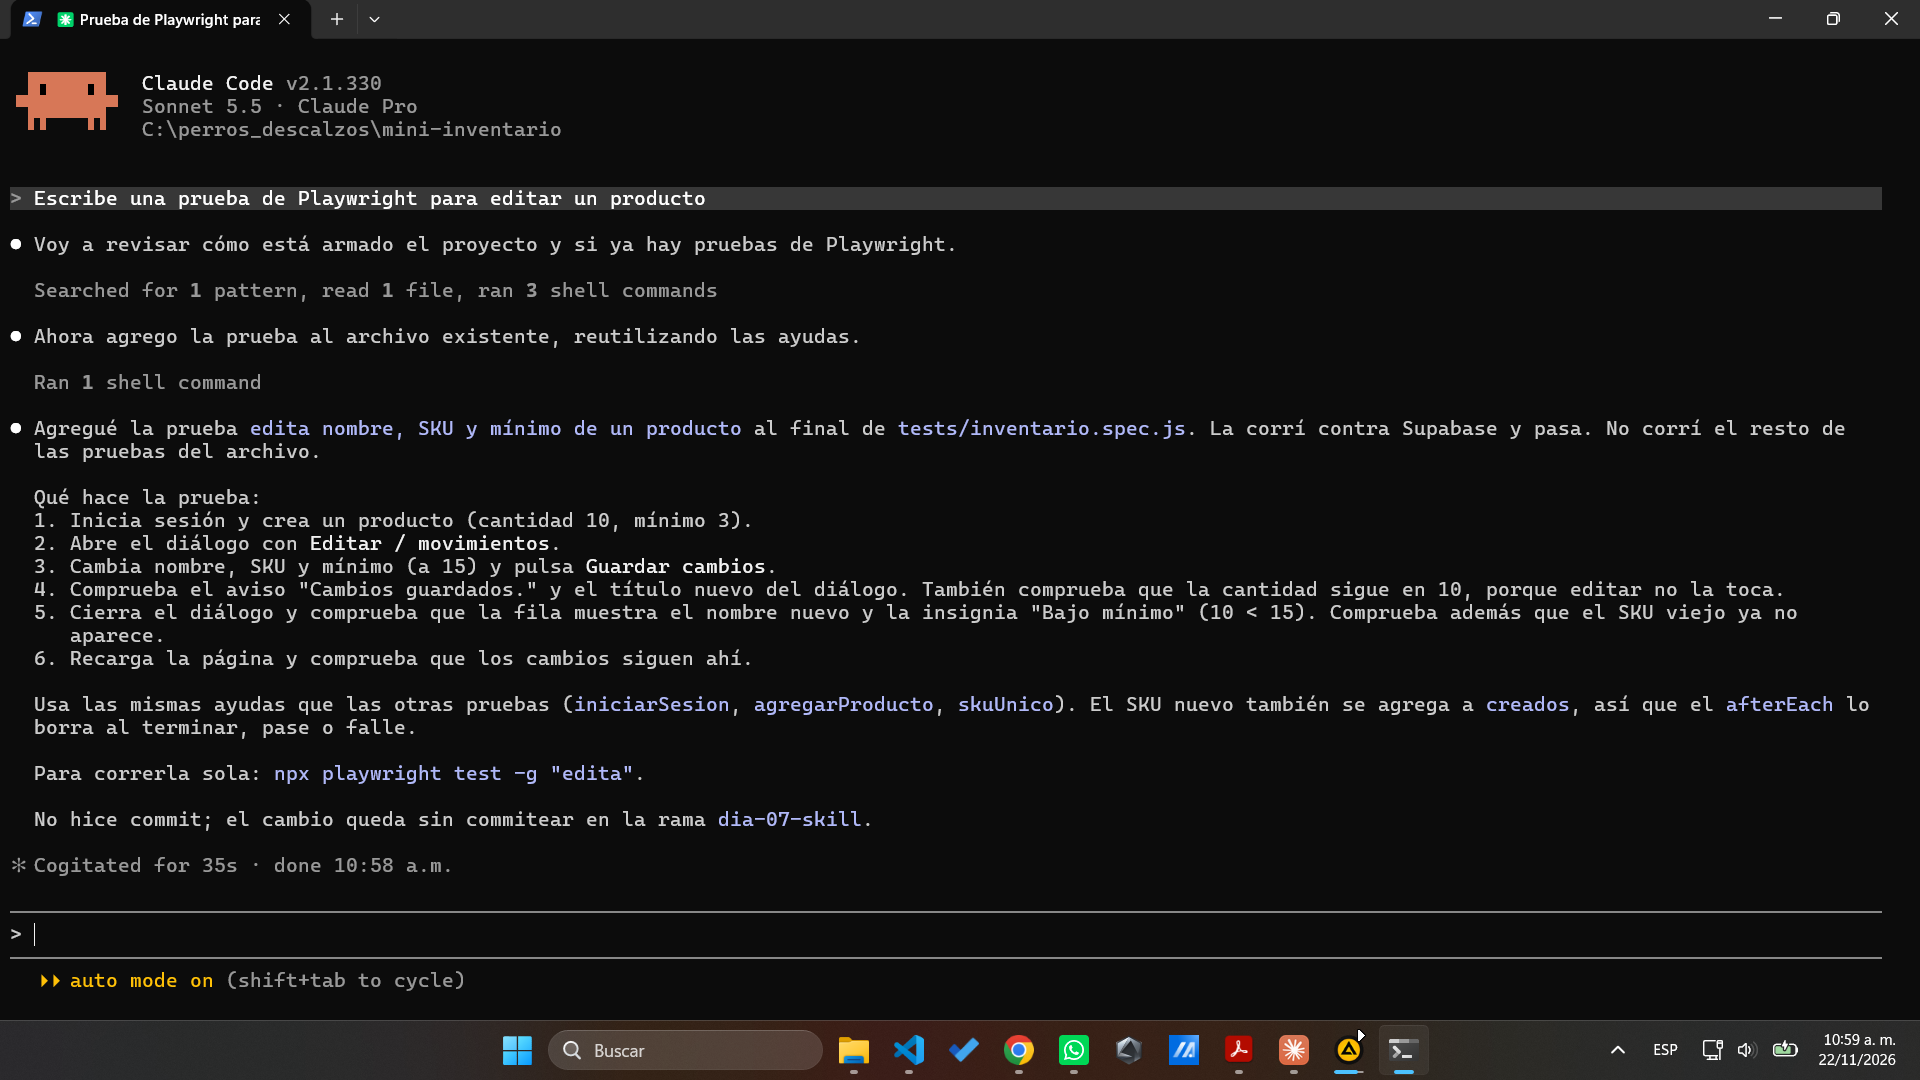 Prueba de Playwright para
Claude Code v2.1.330
Sonnet 5.5 · Claude Pro
C:\perros_descalzos\mini-inventario
> Escribe una prueba de Playwright para editar un producto
● Voy a revisar cómo está armado el proyecto y si ya hay pruebas de Playwright.
Searched for 1 pattern, read 1 file, ran 3 shell commands
● Ahora agrego la prueba al archivo existente, reutilizando las ayudas.
Ran 1 shell command
● Agregué la prueba edita nombre, SKU y mínimo de un producto al final de tests/inventario.spec.js. La corrí contra Supabase y pasa. No corrí el resto de
las pruebas del archivo.
Qué hace la prueba:
1. Inicia sesión y crea un producto (cantidad 10, mínimo 3).
2. Abre el diálogo con Editar / movimientos.
3. Cambia nombre, SKU y mínimo (a 15) y pulsa Guardar cambios.
4. Comprueba el aviso "Cambios guardados." y el título nuevo del diálogo. También comprueba que la cantidad sigue en 10, porque editar no la toca.
5. Cierra el diálogo y comprueba que la fila muestra el nombre nuevo y la insignia "Bajo mínimo" (10 < 15). Comprueba además que el SKU viejo ya no
aparece.
6. Recarga la página y comprueba que los cambios siguen ahí.
Usa las mismas ayudas que las otras pruebas (iniciarSesion, agregarProducto, skuUnico). El SKU nuevo también se agrega a creados, así que el afterEach lo
borra al terminar, pase o falle.
Para correrla sola: npx playwright test -g "edita".
No hice commit; el cambio queda sin commitear en la rama dia-07-skill.
✻ Cogitated for 35s · done 10:58 a.m.
>
⏵⏵ auto mode on (shift+tab to cycle)
Buscar
ESP
10:59 a. m.
22/11/2026